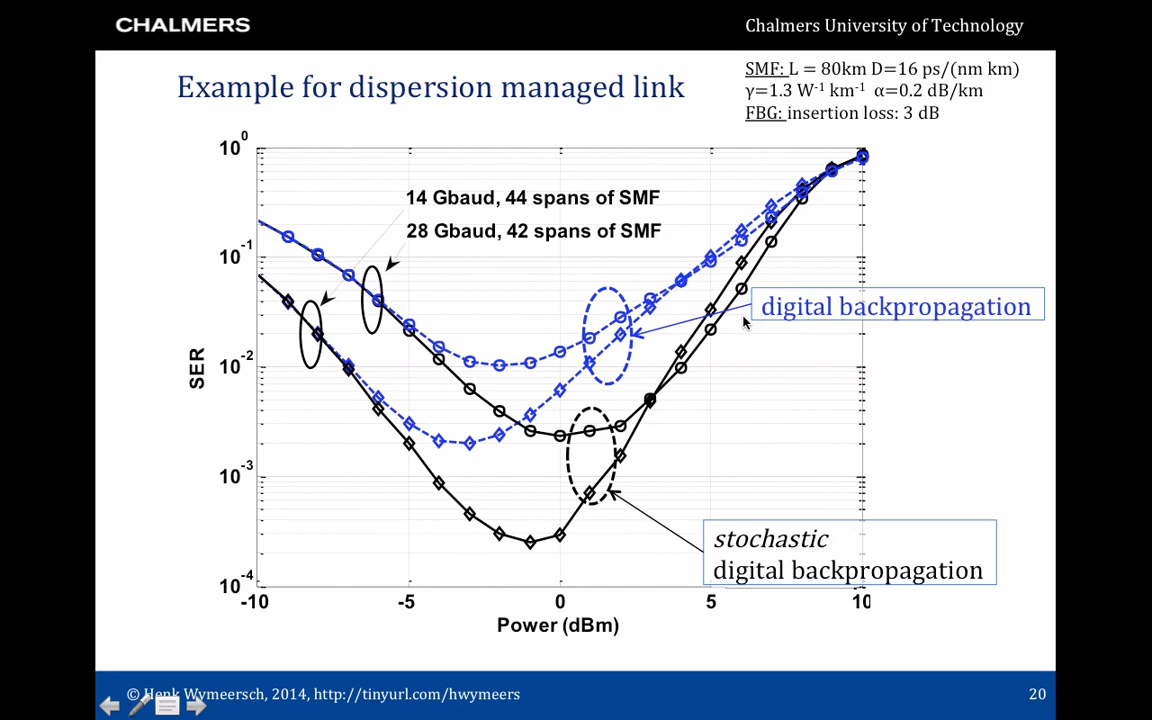 CHALMERS
Chalmers University of Technology
Example for dispersion managed link
SMF: L = 80km D=16 ps/(nm km)
γ=1.3 W⁻¹ km⁻¹ α=0.2 dB/km
FBG: insertion loss: 3 dB
10⁰
10⁻¹
10⁻²
10⁻³
10⁻⁴
SER
14 Gbaud, 44 spans of SMF
28 Gbaud, 42 spans of SMF
digital backpropagation
stochastic
digital backpropagation
-10 -5 0 5 10
Power (dBm)
© Henk Wymeersch, 2014, http://tinyurl.com/hwymeers
20